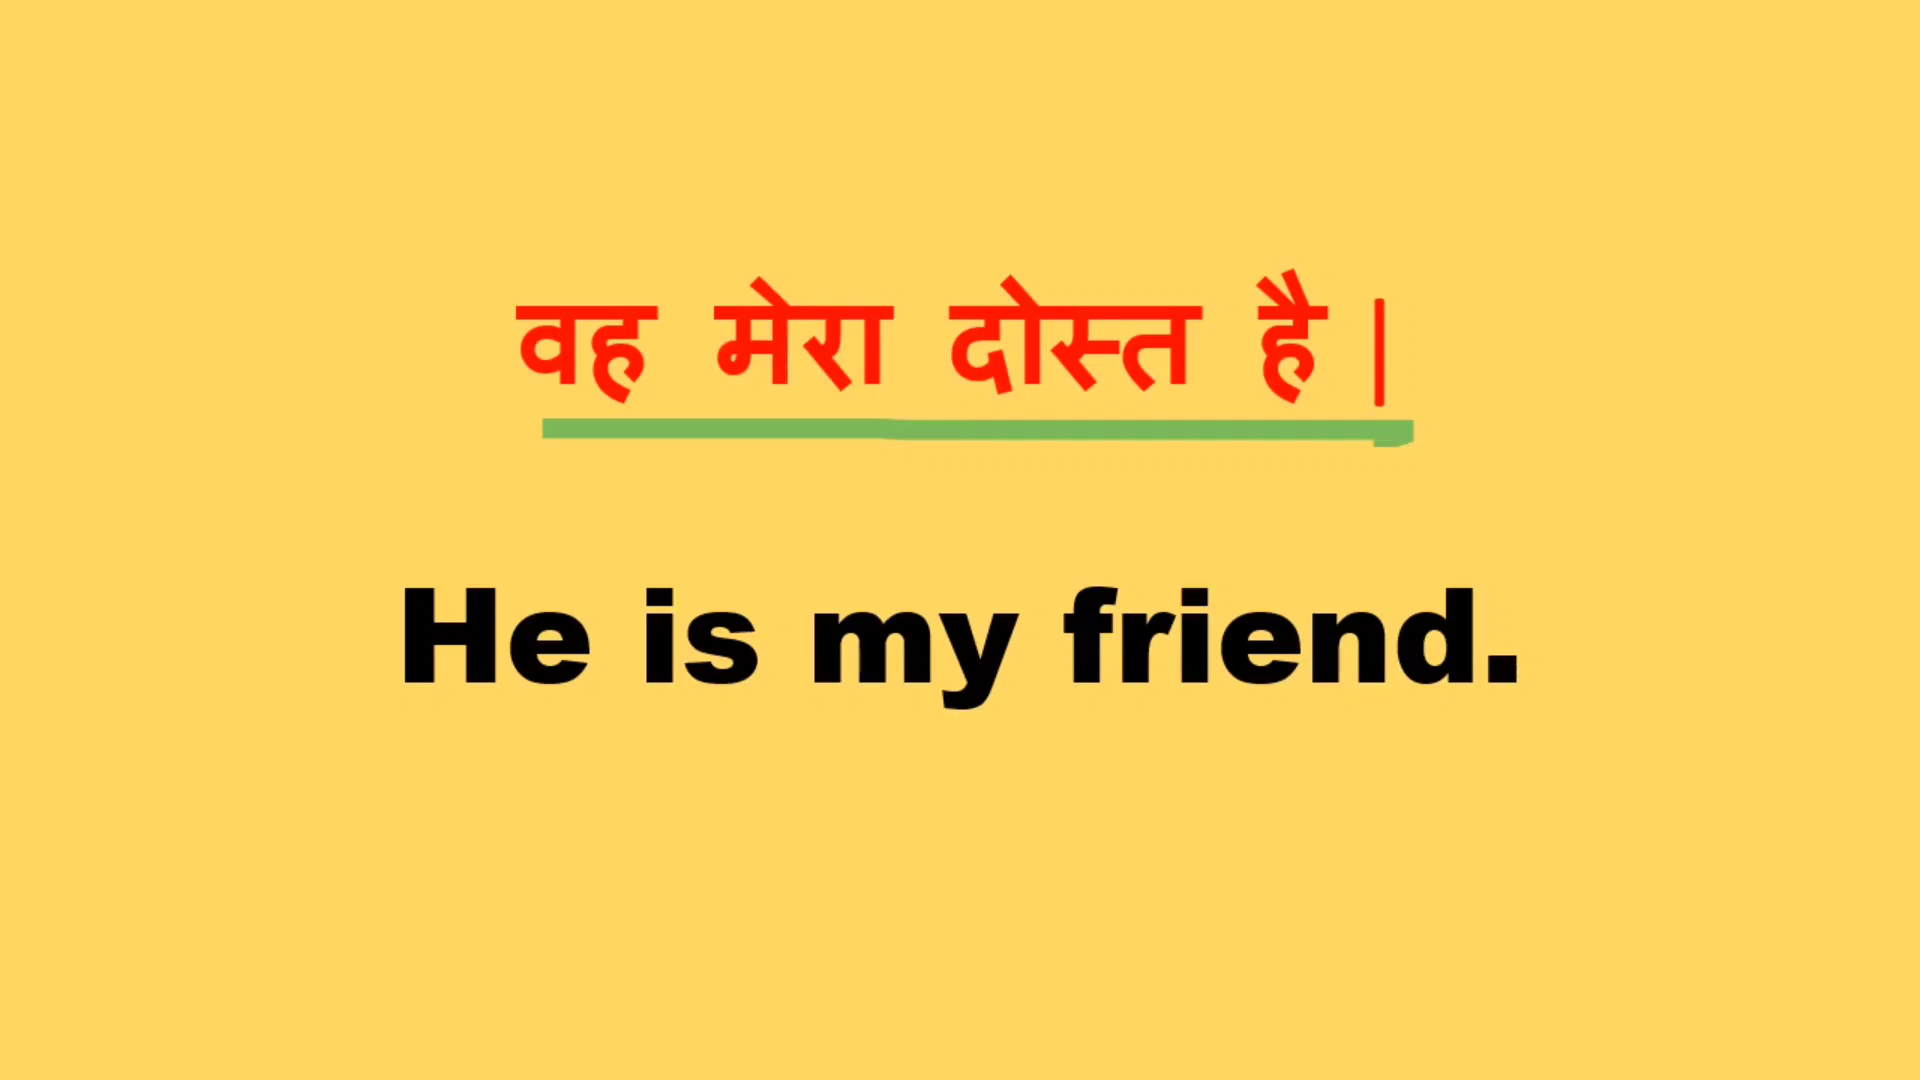 वह मेरा दोस्त है |
He is my friend.